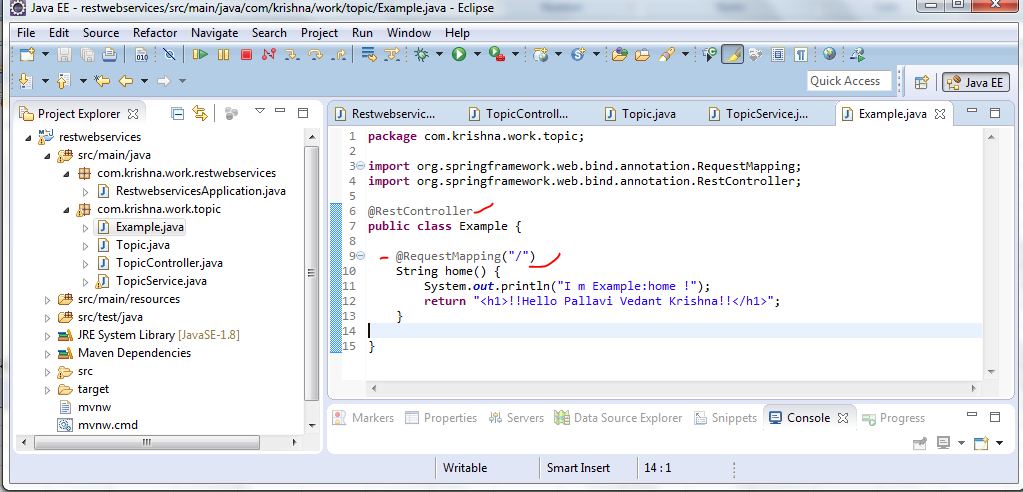 Java EE - restwebservices/src/main/java/com/krishna/work/topic/Example.java - Eclipse
File Edit Source Refactor Navigate Search Project Run Window Help
010
Quick Access
Java EE
Project Explorer
restwebservices
src/main/java
com.krishna.work.restwebservices
RestwebservicesApplication.java
com.krishna.work.topic
Example.java
Topic.java
TopicController.java
TopicService.java
src/main/resources
src/test/java
JRE System Library [JavaSE-1.8]
Maven Dependencies
src
target
mvnw
mvnw.cmd
Restwebservic... TopicControll... Topic.java TopicService.j... Example.java
1 package com.krishna.work.topic;
2
3 import org.springframework.web.bind.annotation.RequestMapping;
4 import org.springframework.web.bind.annotation.RestController;
5
6 @RestController
7 public class Example {
8
9 @RequestMapping("/")
10 String home() {
11 System.out.println("I m Example:home !");
12 return "<h1>!!Hello Pallavi Vedant Krishna!!</h1>";
13 }
14
15 }
Markers Properties Servers Data Source Explorer Snippets Console Progress
Writable Smart Insert 14 : 1